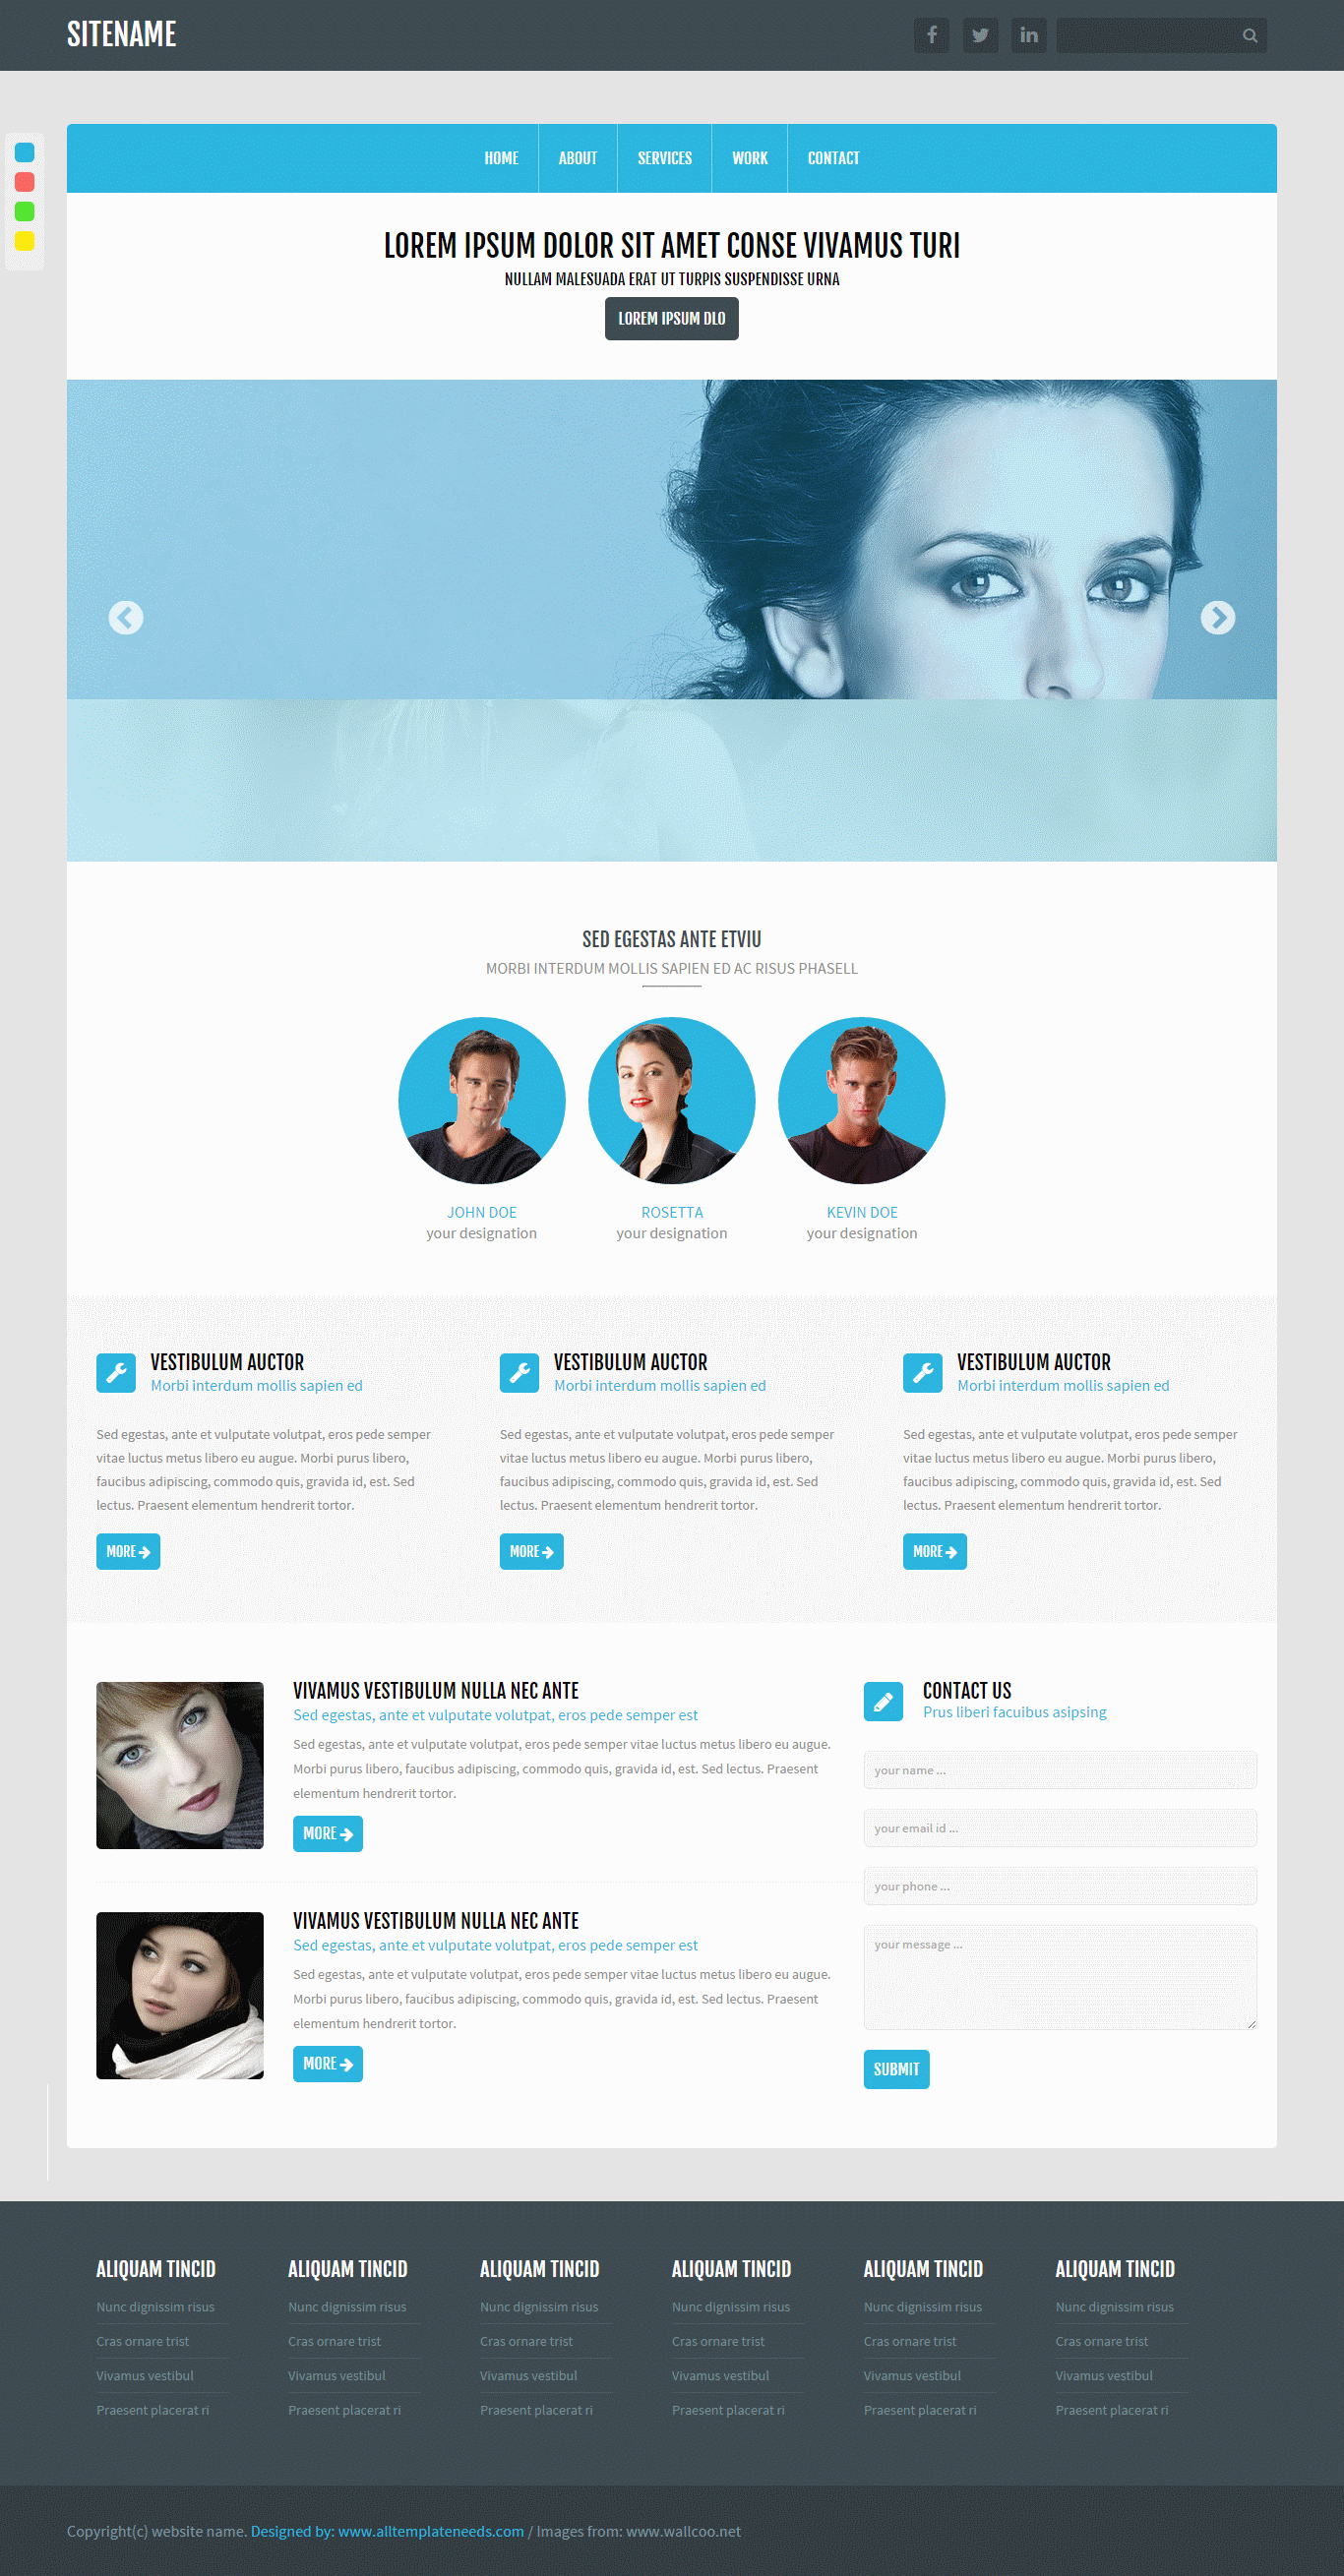 SITENAME
HOME
ABOUT
SERVICES
WORK
CONTACT
LOREM IPSUM DOLOR SIT AMET CONSE VIVAMUS TURI
NULLAM MALESUADA ERAT UT TURPIS SUSPENDISSE URNA
LOREM IPSUM DLO
SED EGESTAS ANTE ETVIU
MORBI INTERDUM MOLLIS SAPIEN ED AC RISUS PHASELL
JOHN DOE
your designation
ROSETTA
your designation
KEVIN DOE
your designation
VESTIBULUM AUCTOR
Morbi interdum mollis sapien ed
Sed egestas, ante et vulputate volutpat, eros pede semper
vitae luctus metus libero eu augue. Morbi purus libero,
faucibus adipiscing, commodo quis, gravida id, est. Sed
lectus. Praesent elementum hendrerit tortor.
MORE
VESTIBULUM AUCTOR
Morbi interdum mollis sapien ed
Sed egestas, ante et vulputate volutpat, eros pede semper
vitae luctus metus libero eu augue. Morbi purus libero,
faucibus adipiscing, commodo quis, gravida id, est. Sed
lectus. Praesent elementum hendrerit tortor.
MORE
VESTIBULUM AUCTOR
Morbi interdum mollis sapien ed
Sed egestas, ante et vulputate volutpat, eros pede semper
vitae luctus metus libero eu augue. Morbi purus libero,
faucibus adipiscing, commodo quis, gravida id, est. Sed
lectus. Praesent elementum hendrerit tortor.
MORE
VIVAMUS VESTIBULUM NULLA NEC ANTE
Sed egestas, ante et vulputate volutpat, eros pede semper est
Sed egestas, ante et vulputate volutpat, eros pede semper vitae luctus metus libero eu augue.
Morbi purus libero, faucibus adipiscing, commodo quis, gravida id, est. Sed lectus. Praesent
elementum hendrerit tortor.
MORE
VIVAMUS VESTIBULUM NULLA NEC ANTE
Sed egestas, ante et vulputate volutpat, eros pede semper est
Sed egestas, ante et vulputate volutpat, eros pede semper vitae luctus metus libero eu augue.
Morbi purus libero, faucibus adipiscing, commodo quis, gravida id, est. Sed lectus. Praesent
elementum hendrerit tortor.
MORE
CONTACT US
Prus liberi facuibus asipsing
your name ...
your email id ...
your phone ...
your message ...
SUBMIT
ALIQUAM TINCID
Nunc dignissim risus
Cras ornare trist
Vivamus vestibul
Praesent placerat ri
ALIQUAM TINCID
Nunc dignissim risus
Cras ornare trist
Vivamus vestibul
Praesent placerat ri
ALIQUAM TINCID
Nunc dignissim risus
Cras ornare trist
Vivamus vestibul
Praesent placerat ri
ALIQUAM TINCID
Nunc dignissim risus
Cras ornare trist
Vivamus vestibul
Praesent placerat ri
ALIQUAM TINCID
Nunc dignissim risus
Cras ornare trist
Vivamus vestibul
Praesent placerat ri
ALIQUAM TINCID
Nunc dignissim risus
Cras ornare trist
Vivamus vestibul
Praesent placerat ri
Copyright(c) website name. Designed by: www.alltemplateneeds.com / Images from: www.wallcoo.net